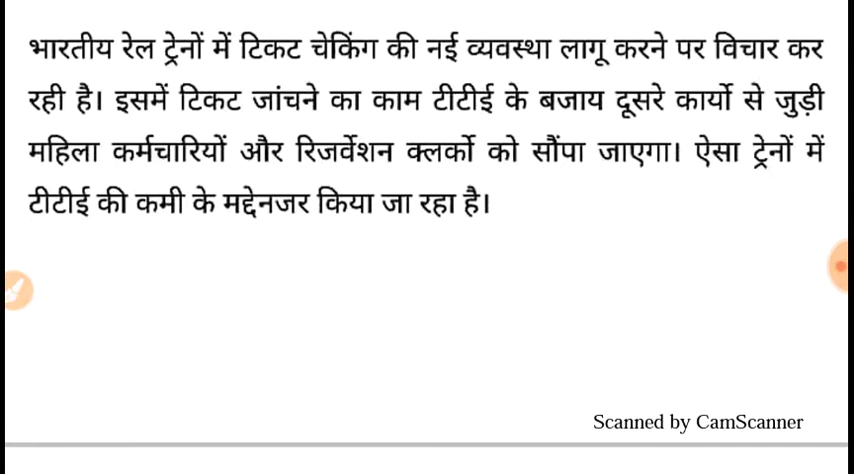 भारतीय रेल ट्रेनों में टिकट चेकिंग की नई व्यवस्था लागू करने पर विचार कर
रही है। इसमें टिकट जांचने का काम टीटीई के बजाय दूसरे कार्यो से जुड़ी
महिला कर्मचारियों और रिजर्वेशन क्लर्को को सौंपा जाएगा। ऐसा ट्रेनों में
टीटीई की कमी के मद्देनजर किया जा रहा है।
Scanned by CamScanner